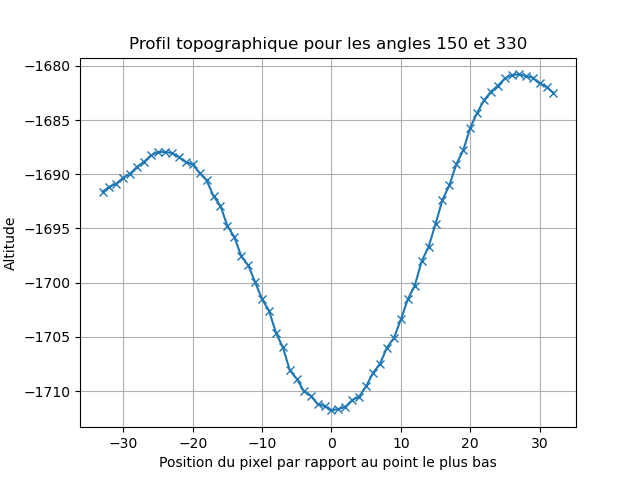 Profil topographique pour les angles 150 et 330
−1680
−1685
−1690
−1695
−1700
−1705
−1710
Altitude
−30 −20 −10 0 10 20 30
Position du pixel par rapport au point le plus bas